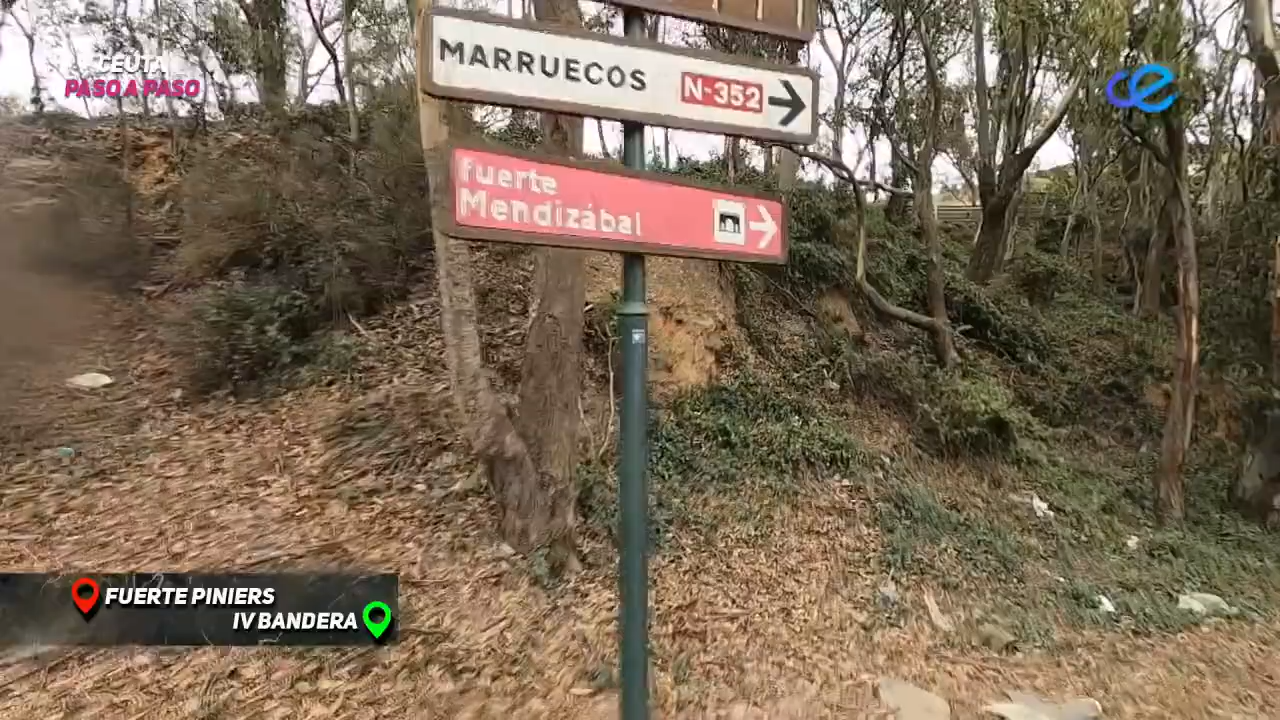 CEUTA
PASO A PASO
MARRUECOS N-352
Fuerte
Mendizábal
FUERTE PINIERS
IV BANDERA